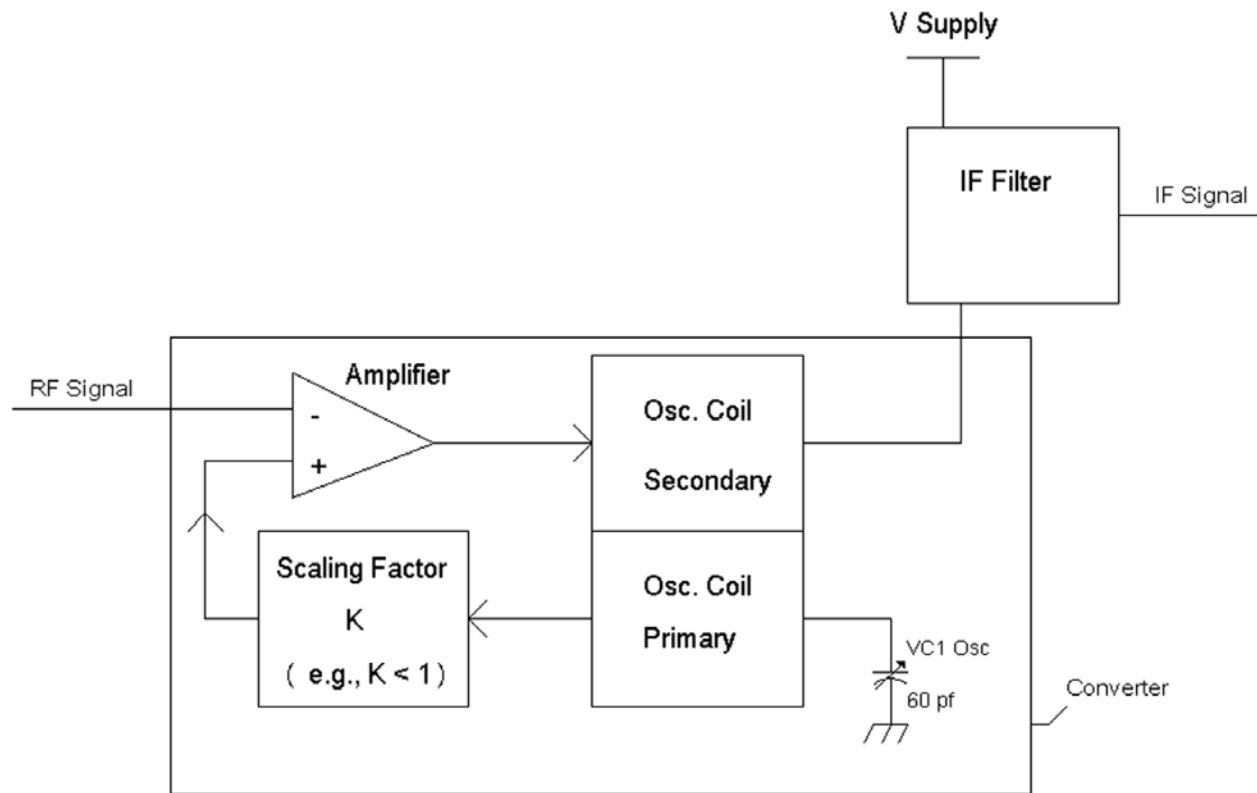 V Supply
IF Filter
IF Signal
RF Signal
Amplifier
-
+
Osc. Coil
Secondary
Scaling Factor
K
( e.g., K < 1 )
Osc. Coil
Primary
VC1 Osc
60 pf
Converter